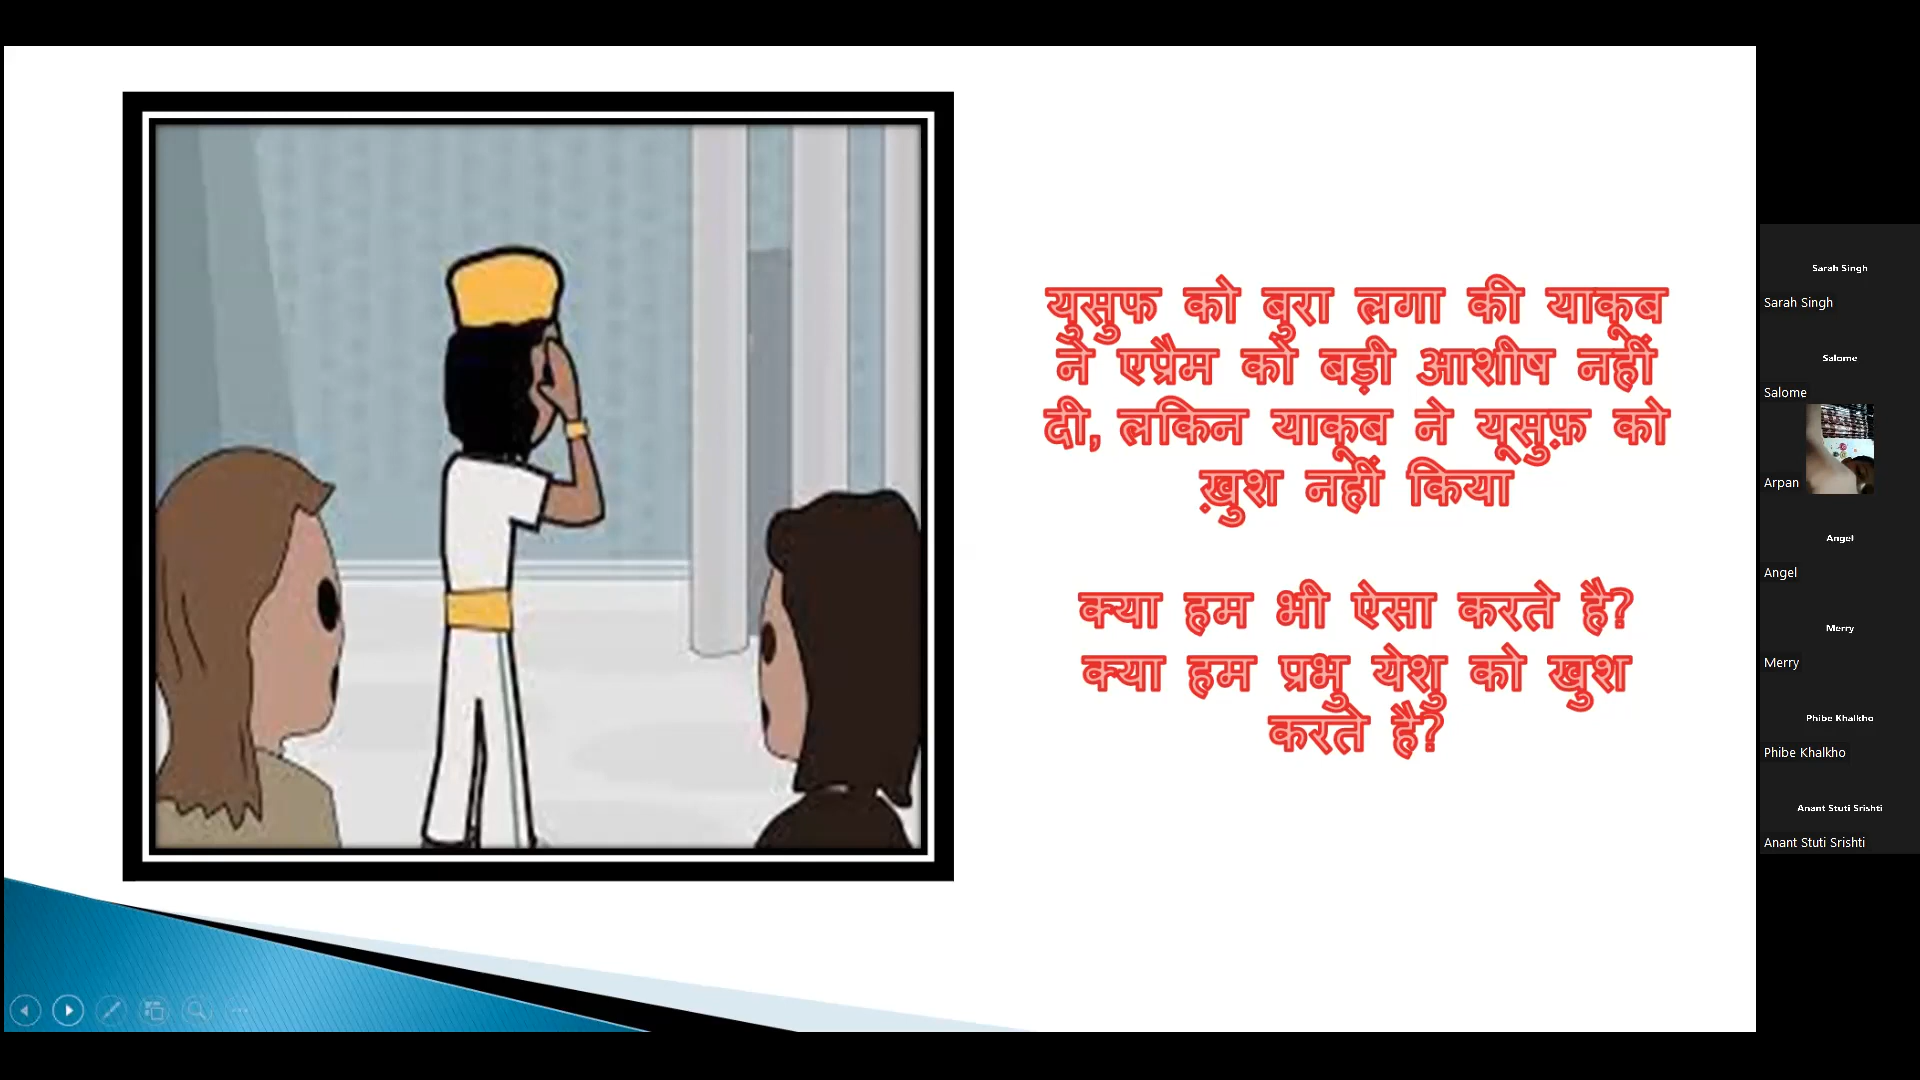 युसुफ को बुरा लगा की याकूब
ने एप्रैम को बड़ी आशीष नहीं
दी, लकिन याकूब ने यूसुफ़ को
ख़ुश नहीं किया
क्या हम भी ऐसा करते है?
क्या हम प्रभु येशु को खुश
करते है?
Sarah Singh
Sarah Singh
Salome
Salome
Arpan
Angel
Angel
Merry
Merry
Phibe Khalkho
Phibe Khalkho
Anant Stuti Srishti
Anant Stuti Srishti